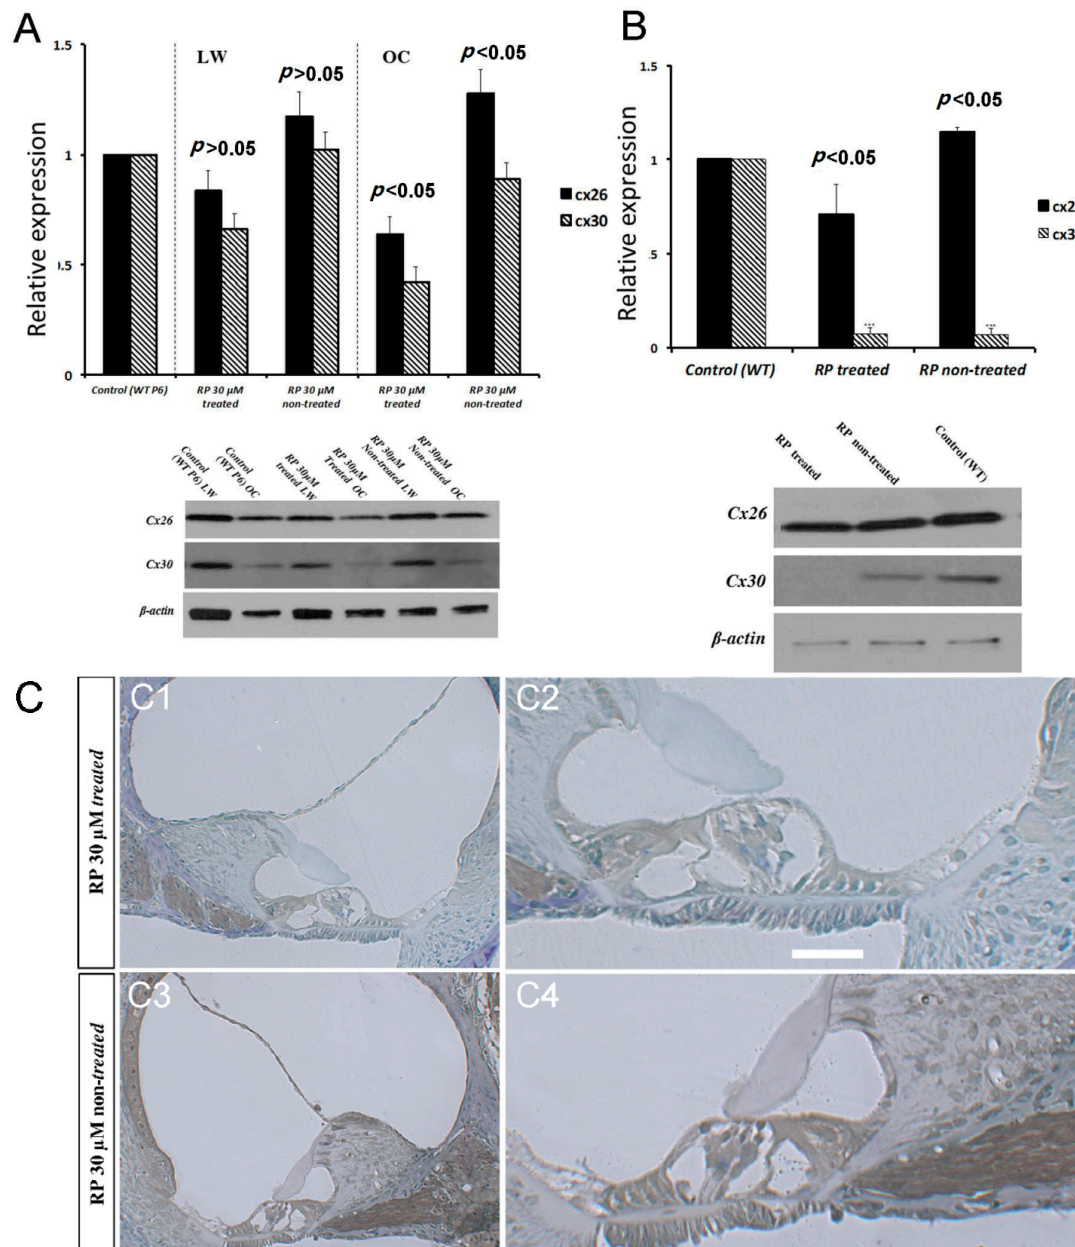 A
B
1.5
LW
OC
p>0.05
p>0.05
p<0.05
p<0.05
1
0.5
0
Relative expression
cx26
cx30
Control (WT P6)
RP 30 µM treated
RP 30 µM non-treated
RP 30 µM treated
RP 30 µM non-treated
1.5
p<0.05
p<0.05
1
.5
0
Relative expression
***
***
cx2
cx3
Control (WT)
RP treated
RP non-treated
Control (WT P6) LW
Control (WT P6) OC
RP 30µM treated LW
RP 30µM Treated OC
RP 30µM Non-treated LW
RP 30µM Non-treated OC
Cx26
Cx30
β-actin
RP treated
RP non-treated
Control (WT)
Cx26
Cx30
β-actin
C
RP 30 µM treated
C1
C2
RP 30 µM non-treated
C3
C4